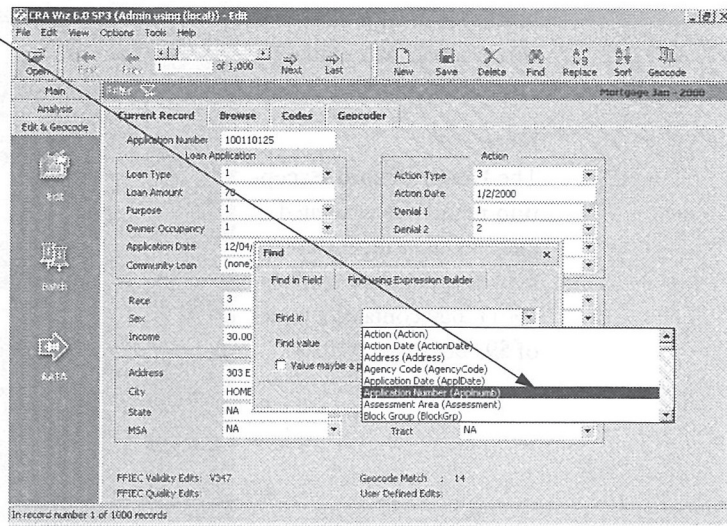 CRA Wiz 6.0 SP3 (Admin using (local)) - Edit
File Edit View Options Tools Help
Open First Prev 1 of 1,000 Next Last New Save Delete Find Replace Sort Geocode
Main
Filter
Mortgage Jan - 2000
Analysis
Edit & Geocode
Current Record Browse Codes Geocoder
Application Number 100110125
Loan Application
Action
Loan Type 1
Action Type 3
Loan Amount 78
Action Date 1/2/2000
Purpose 1
Denial 1 1
Owner Occupancy 1
Denial 2 2
Application Date 12/04/
Community Loan (none)
Edit
Batch
RATA
Find
Find in Field Find using Expression Builder
Find in
Find value
Value maybe a p
Action (Action)
Action Date (ActionDate)
Address (Address)
Agency Code (AgencyCode)
Application Date (ApplDate)
Application Number (Applnumb)
Assessment Area (Assessment)
Block Group (BlockGrp)
Race 3
Sex 1
Income 30.00
Address 303 E
City HOME
State NA
MSA NA
Tract NA
FFIEC Validity Edits: V347
Geocode Match : 14
FFIEC Quality Edits:
User Defined Edits:
In record number 1 of 1000 records